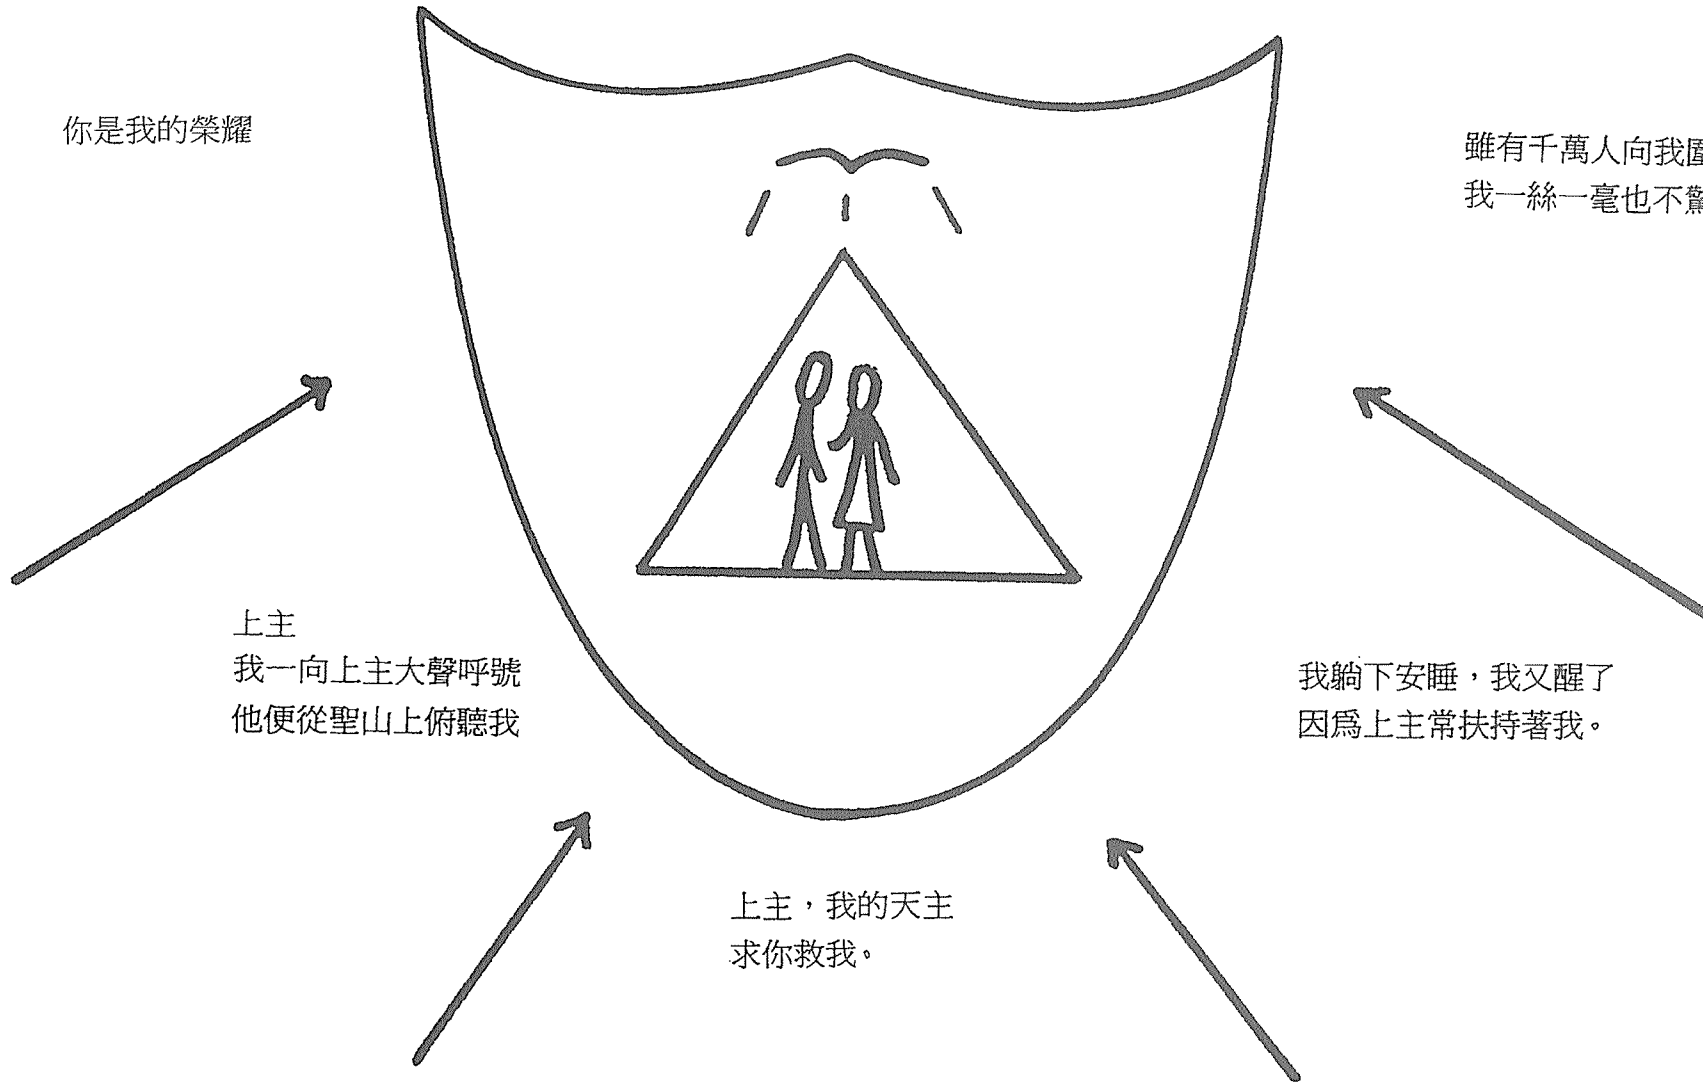 你是我的榮耀
雖有千萬人向我圍
我一絲一毫也不驚
上主
我一向上主大聲呼號
他便從聖山上俯聽我
我躺下安睡，我又醒了
因爲上主常扶持著我。
上主，我的天主
求你救我。